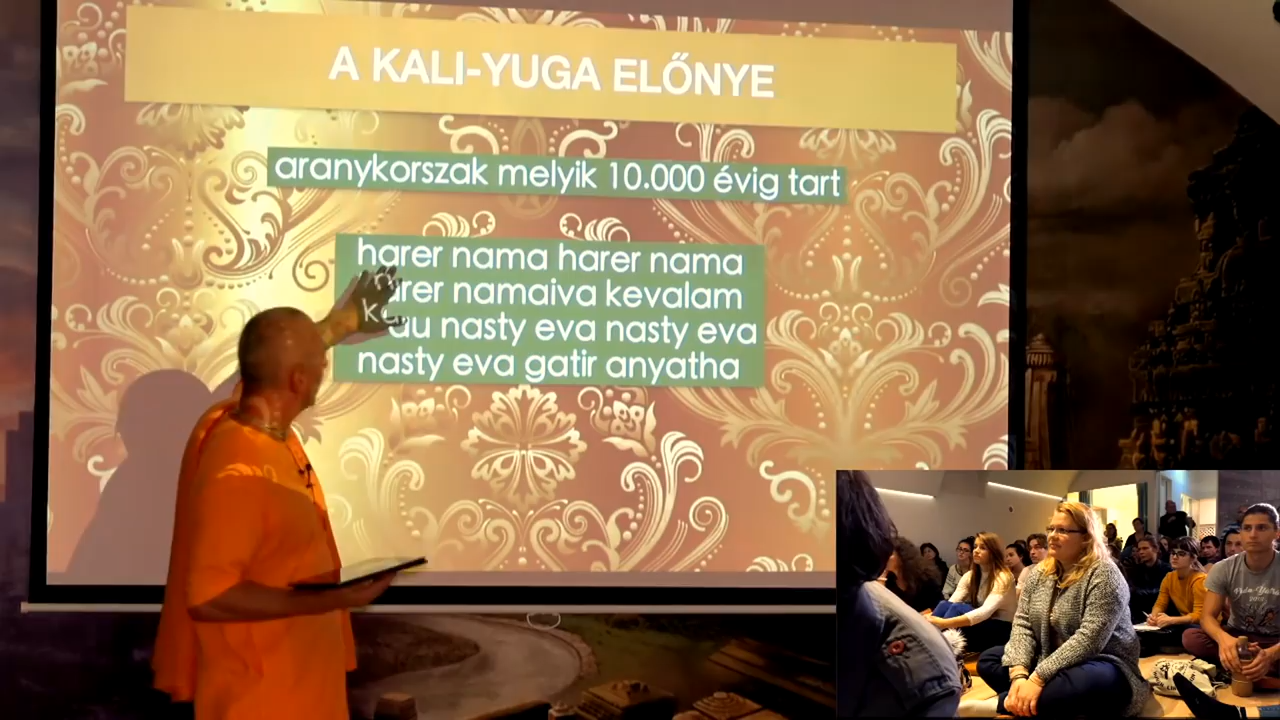 A KALI-YUGA ELŐNYE
aranykorszak melyik 10.000 évig tart
harer nama harer nama
harer namaiva kevalam
nasty eva nasty eva
nasty eva gatir anyatha